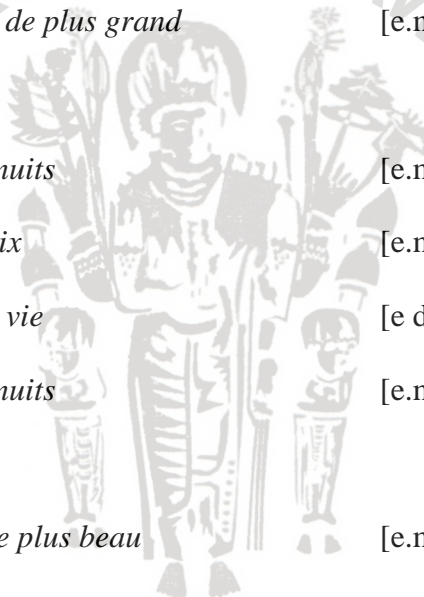 de plus grand [e.n
nuits [e.n
ix [e.n
vie [e d
nuits [e.n
e plus beau [e.n